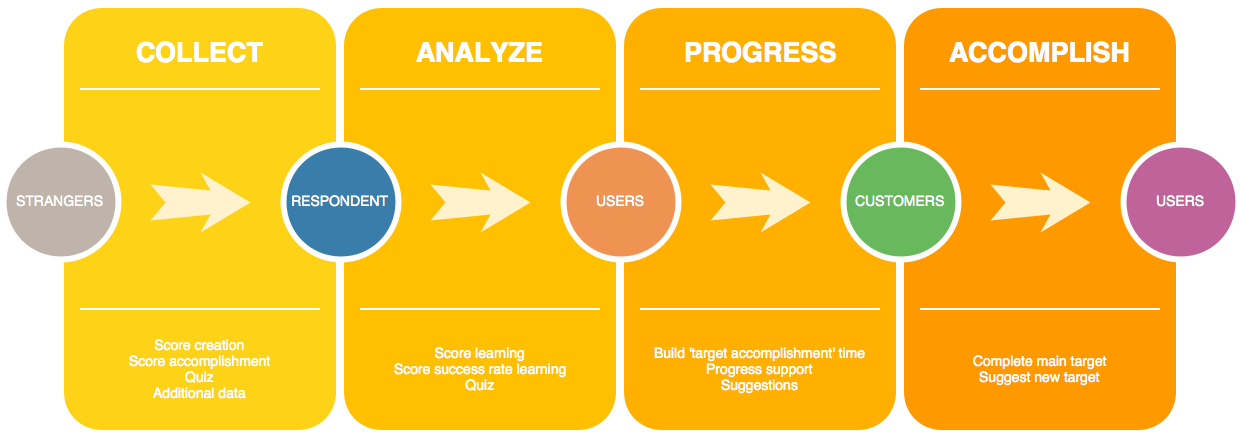 COLLECT
ANALYZE
PROGRESS
ACCOMPLISH
STRANGERS
RESPONDENT
USERS
CUSTOMERS
USERS
Score creation
Score accomplishment
Quiz
Additional data
Score learning
Score success rate learning
Quiz
Build 'target accomplishment' time
Progress support
Suggestions
Complete main target
Suggest new target